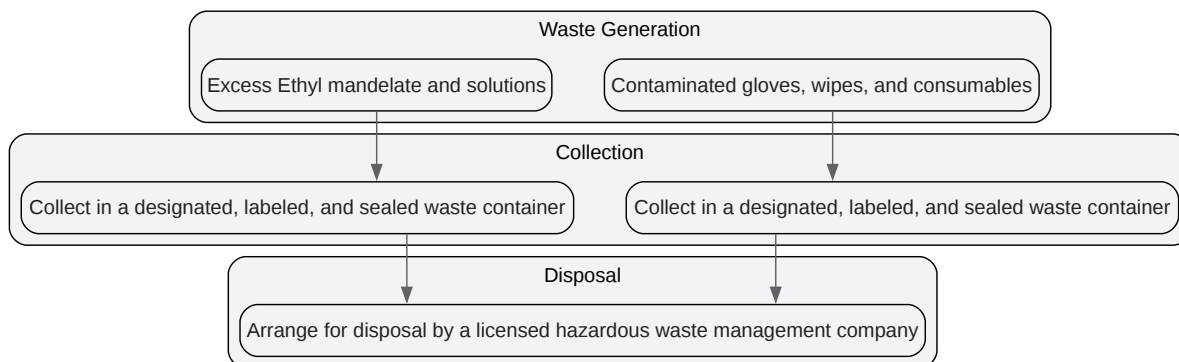 Waste Generation
Excess Ethyl mandelate and solutions
Contaminated gloves, wipes, and consumables
Collection
Collect in a designated, labeled, and sealed waste container
Collect in a designated, labeled, and sealed waste container
Disposal
Arrange for disposal by a licensed hazardous waste management company